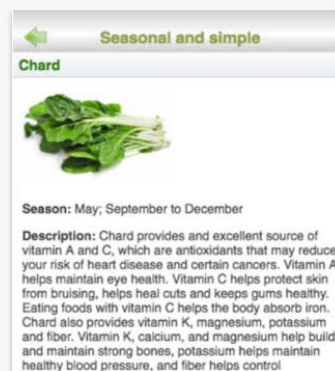 Seasonal and simple
Chard
Season: May; September to December
Description: Chard provides and excellent source of
vitamin A and C, which are antioxidants that may reduce
your risk of heart disease and certain cancers. Vitamin A
helps maintain eye health. Vitamin C helps protect skin
from bruising, helps heal cuts and keeps gums healthy.
Eating foods with vitamin C helps the body absorb iron.
Chard also provides vitamin K, magnesium, potassium
and fiber. Vitamin K, calcium, and magnesium help build
and maintain strong bones, potassium helps maintain
healthy blood pressure, and fiber helps control